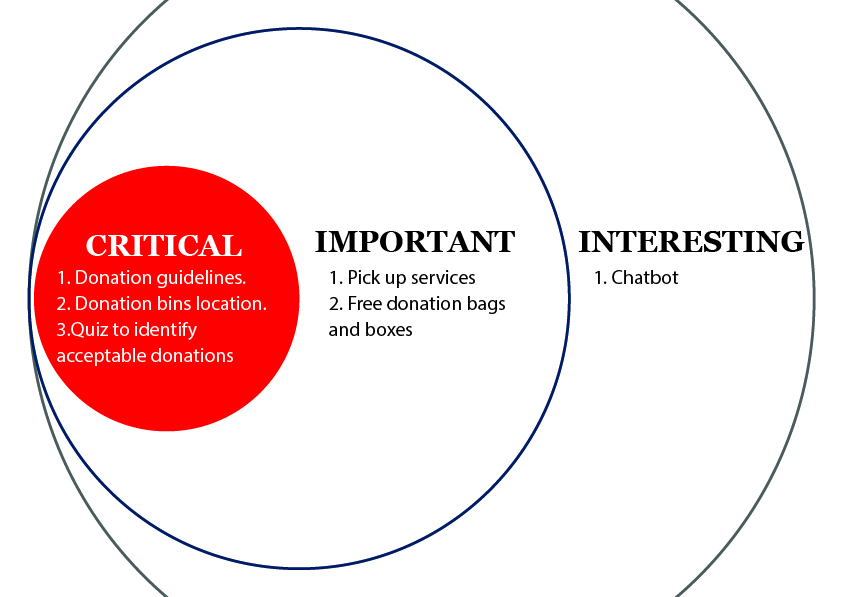 CRITICAL
1. Donation guidelines.
2. Donation bins location.
3.Quiz to identify
acceptable donations
IMPORTANT
1. Pick up services
2. Free donation bags
and boxes
INTERESTING
1. Chatbot